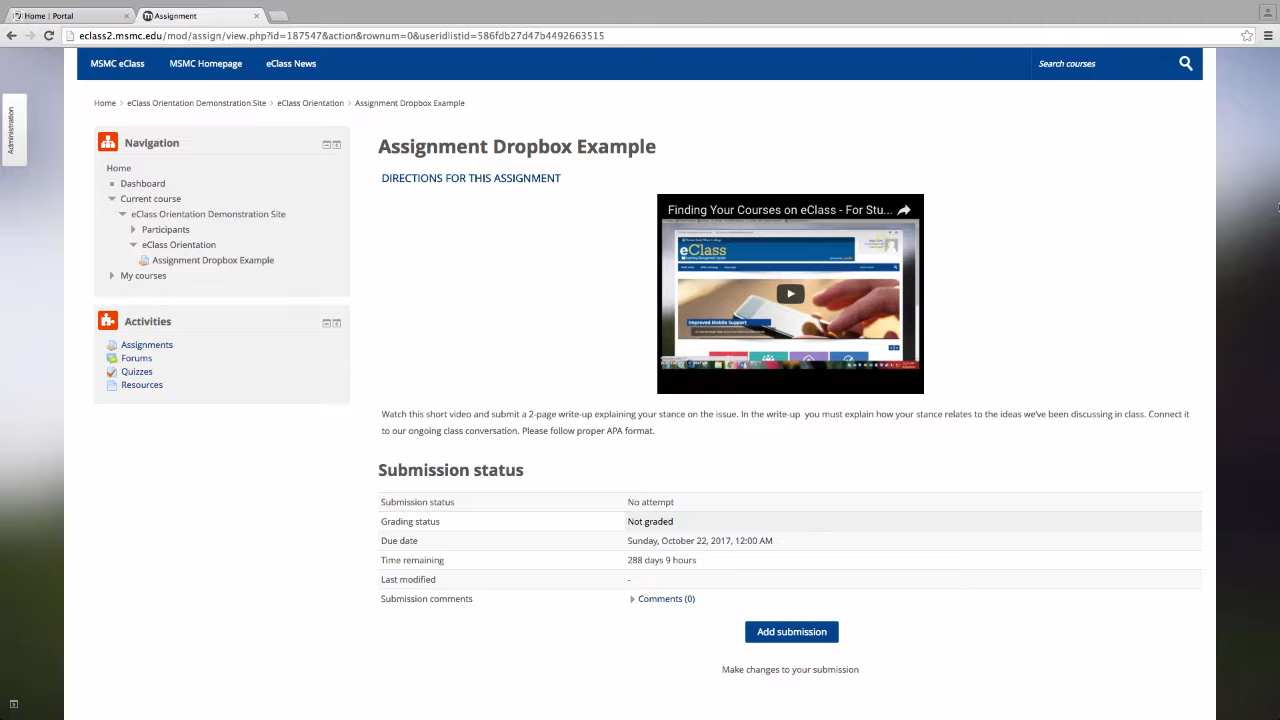 Home | Portal
Assignment
eclass2.msmc.edu/mod/assign/view.php?id=187547&action&rownum=0&useridlistid=586fdb27d47b4492663515
MSMC eClass MSMC Homepage eClass News Search courses
Administration
Home eClass Orientation Demonstration Site eClass Orientation Assignment Dropbox Example
Navigation
Home
Dashboard
Current course
eClass Orientation Demonstration Site
Participants
eClass Orientation
Assignment Dropbox Example
My courses
Activities
Assignments
Forums
Quizzes
Resources
Assignment Dropbox Example
DIRECTIONS FOR THIS ASSIGNMENT
Finding Your Courses on eClass - For Stu...
eClass
Improved Mobile Support
Watch this short video and submit a 2-page write-up explaining your stance on the issue. In the write-up you must explain how your stance relates to the ideas we've been discussing in class. Connect it
to our ongoing class conversation. Please follow proper APA format.
Submission status
Submission status No attempt
Grading status Not graded
Due date Sunday, October 22, 2017, 12:00 AM
Time remaining 288 days 9 hours
Last modified -
Submission comments Comments (0)
Add submission
Make changes to your submission